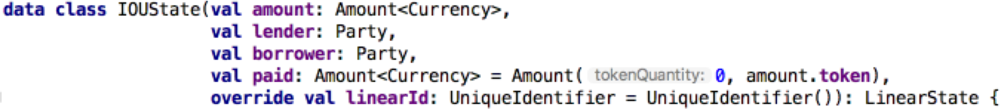 data class IOUState(val amount: Amount<Currency>,
val lender: Party,
val borrower: Party,
val paid: Amount<Currency> = Amount( tokenQuantity: 0, amount.token),
override val linearId: UniqueIdentifier = UniqueIdentifier()): LinearState {